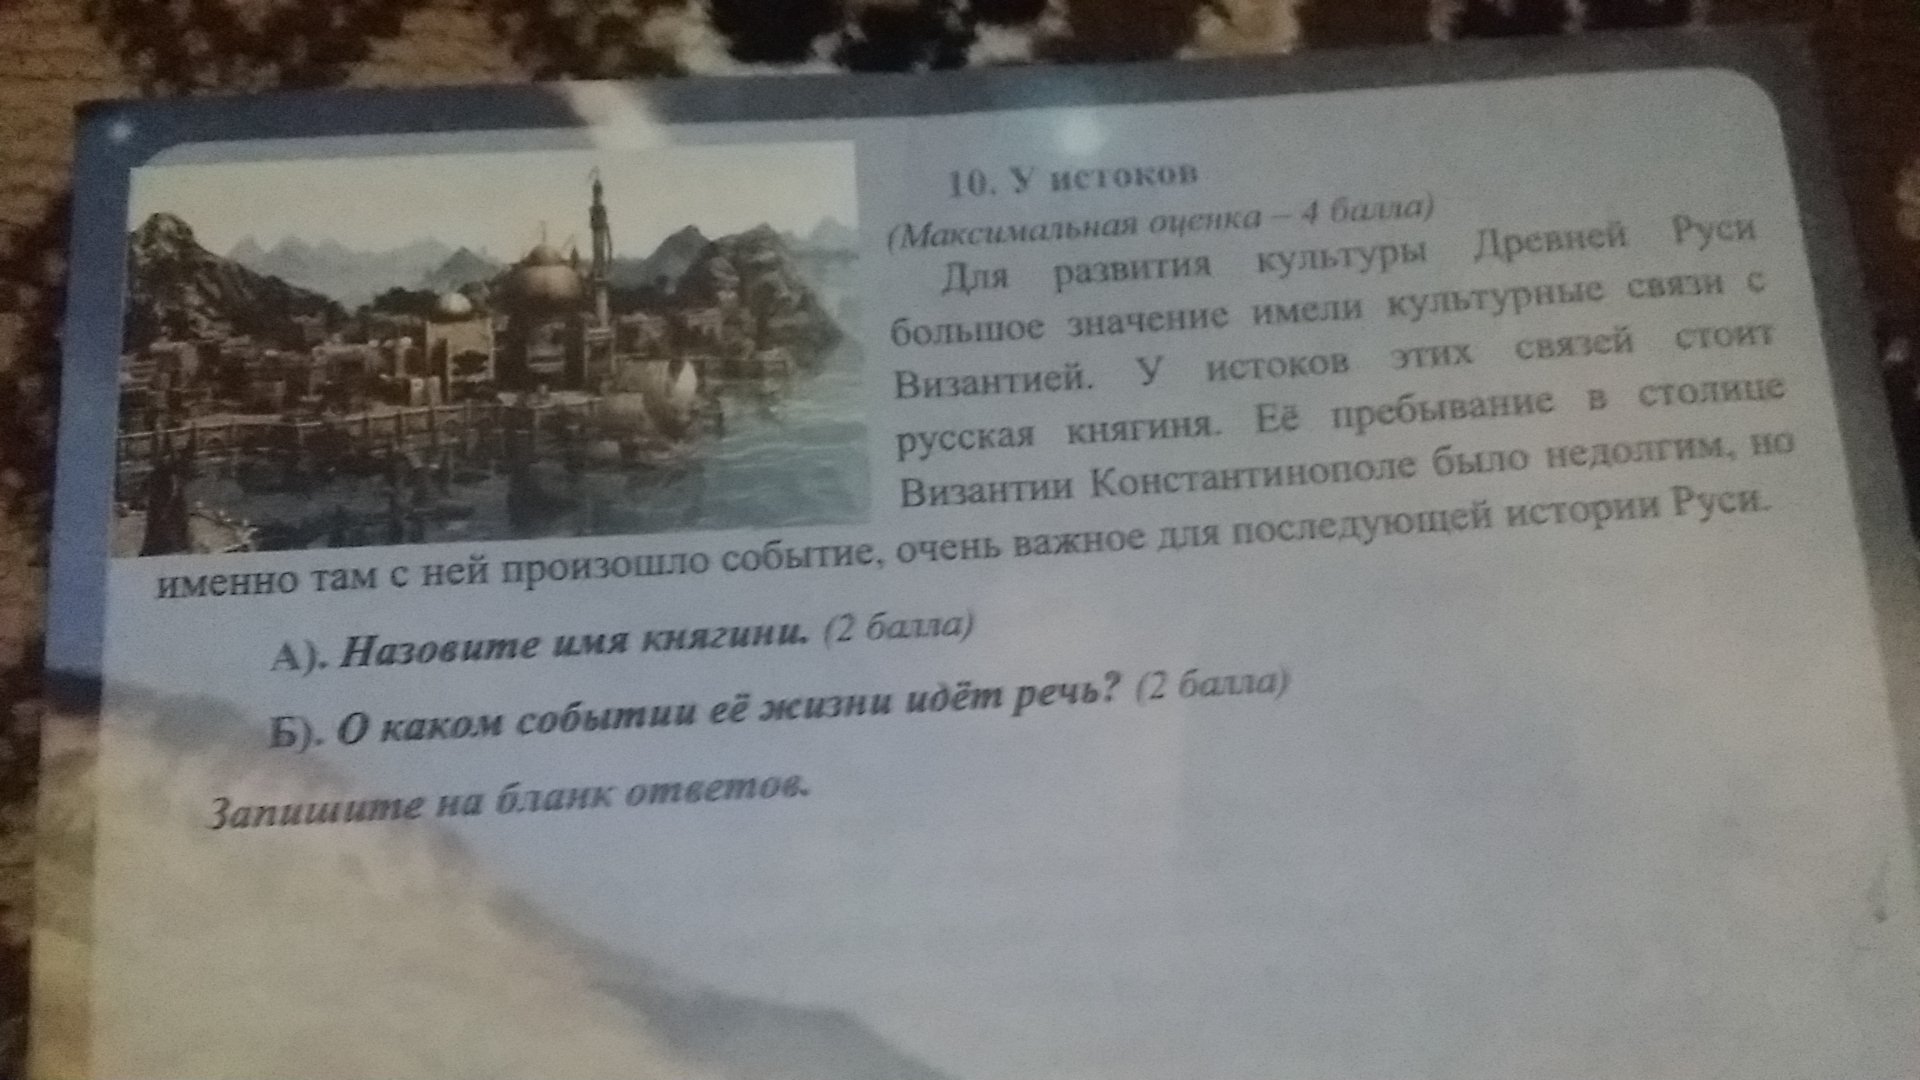 10. У истоков
(Максимальная оценка – 4 балла)
Для развития культуры Древней Руси
большое значение имели культурные связи с
Византией. У истоков этих связей стоит
русская княгиня. Её пребывание в столице
Византии Константинополе было недолгим, но
именно там с ней произошло событие, очень важное для последующей истории Руси.
А). Назовите имя княгини. (2 балла)
Б). О каком событии её жизни идёт речь? (2 балла)
Запишите на бланк ответов.